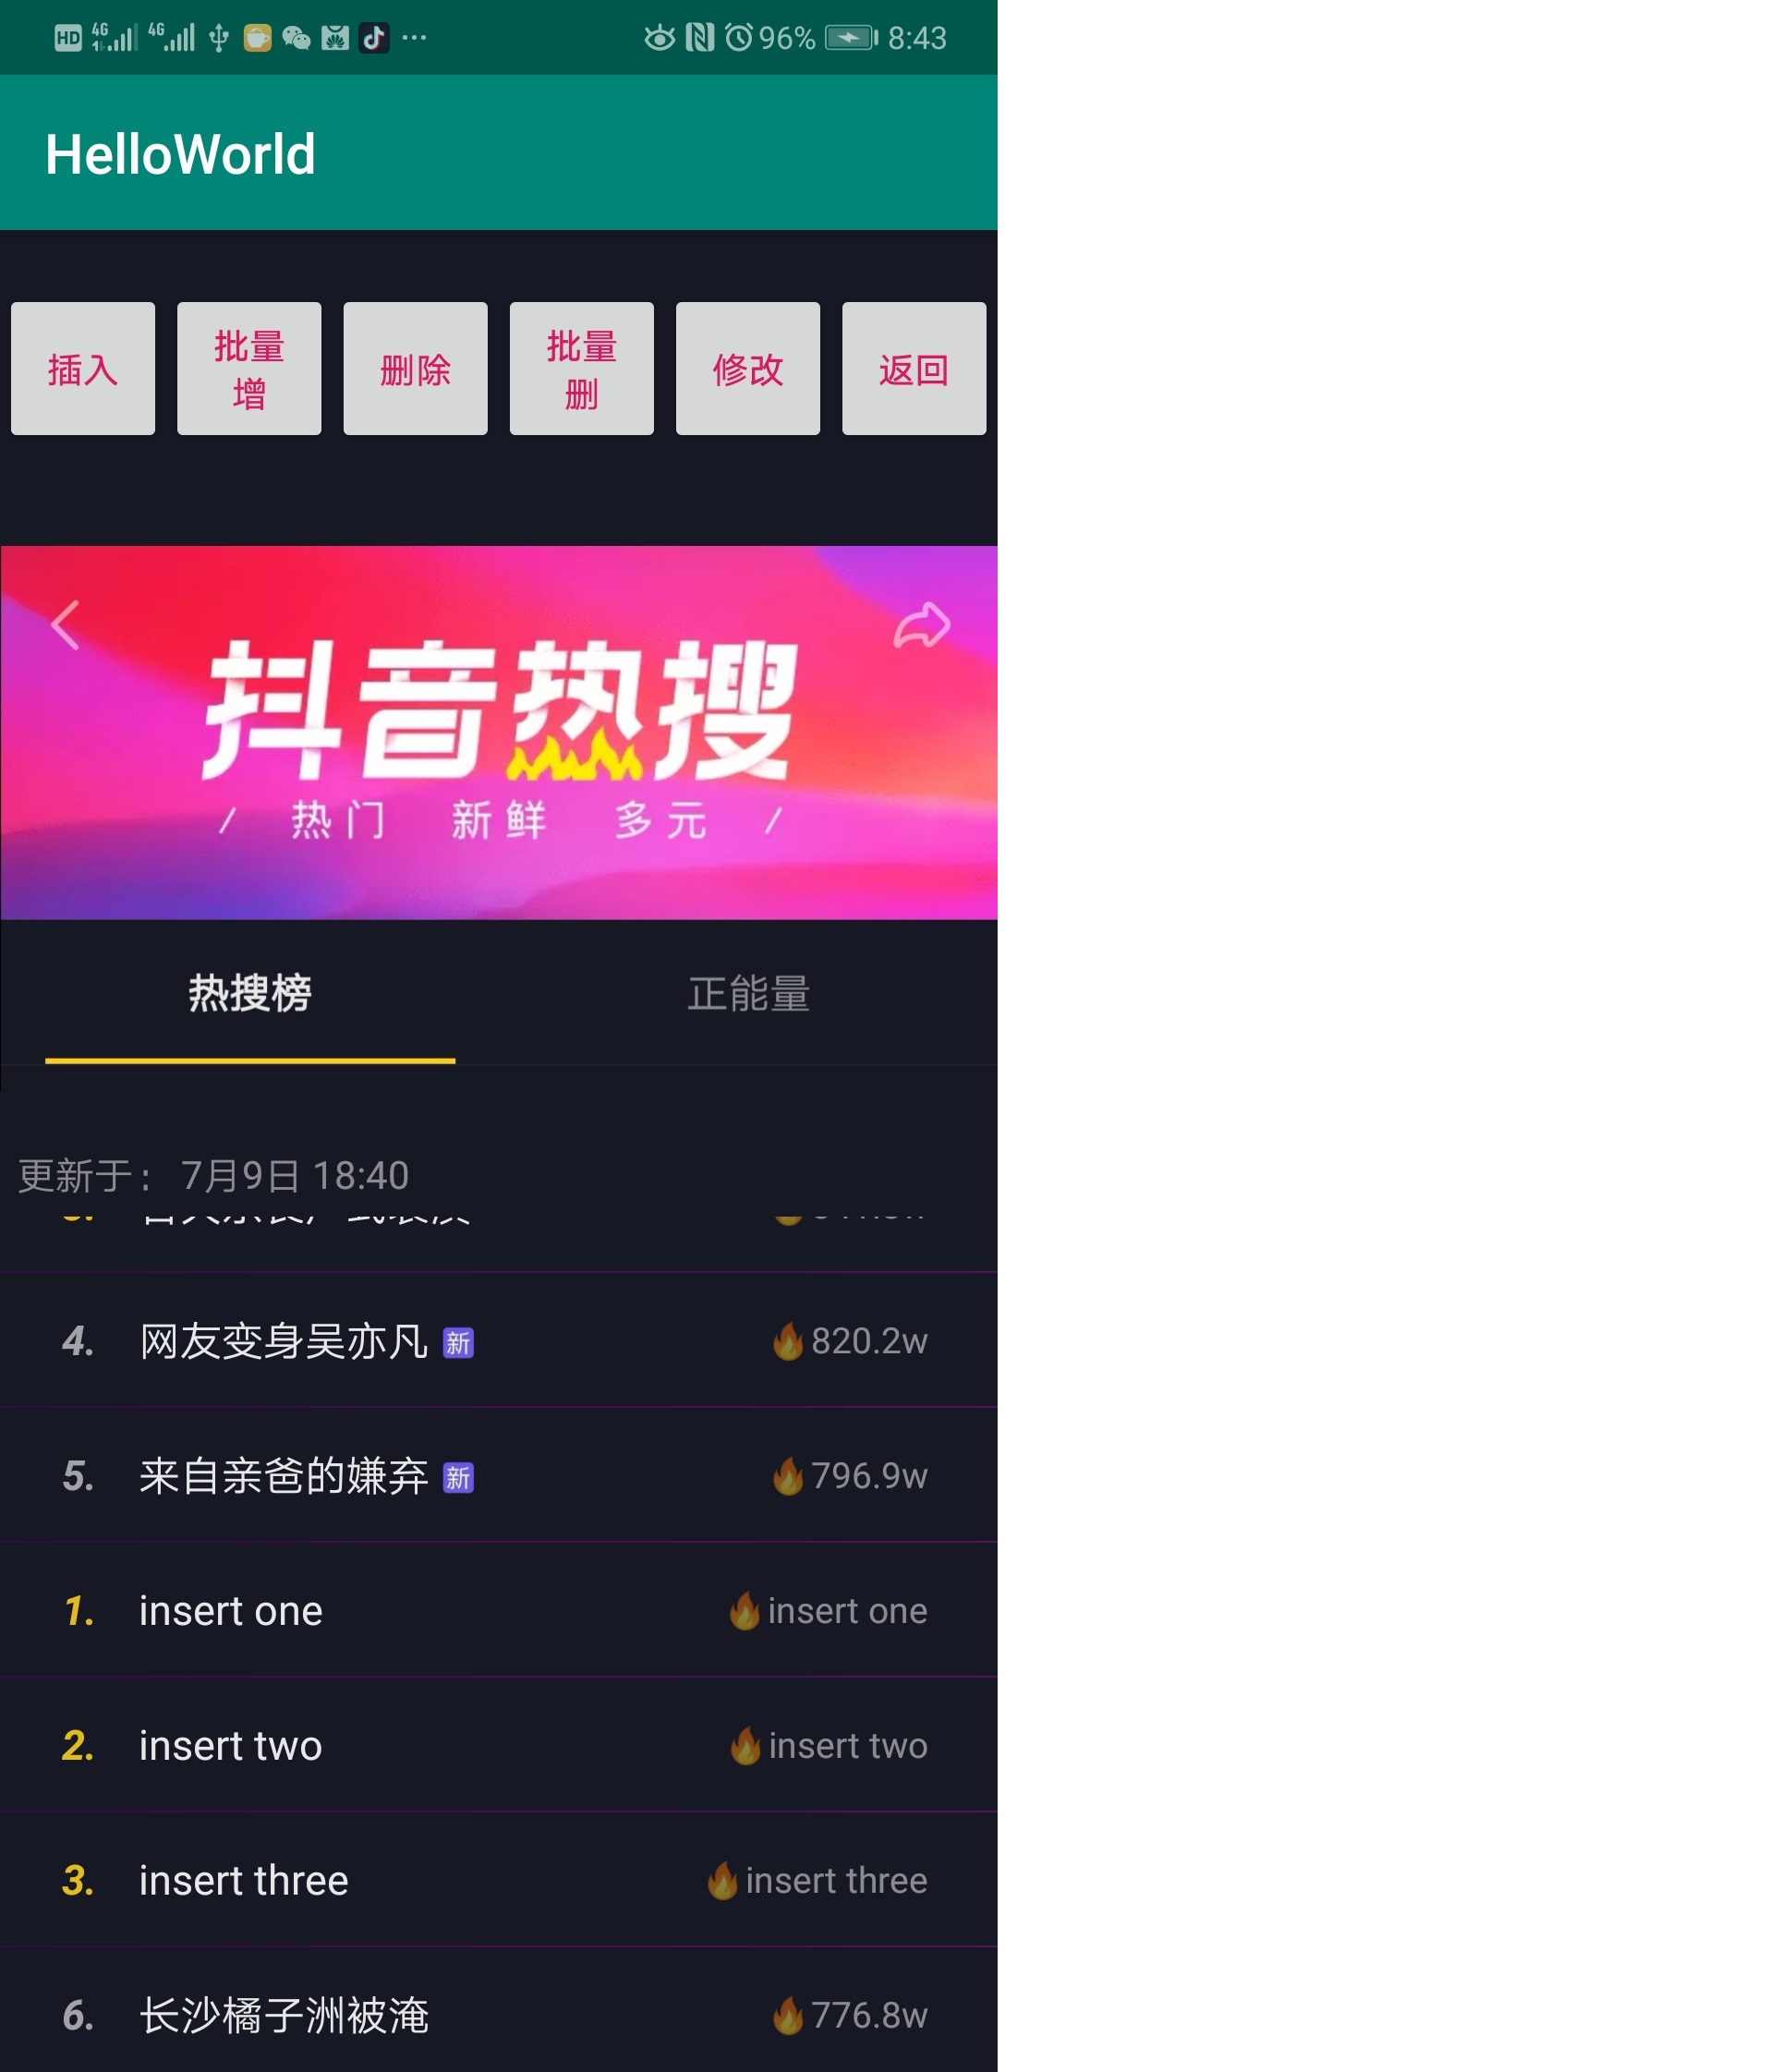 HD 4G 4G 96% 8:43
HelloWorld
插入 批量增 删除 批量删 修改 返回
抖音热搜
/ 热门 新鲜 多元 /
热搜榜 正能量
更新于： 7月9日 18:40
4. 网友变身吴亦凡 新 820.2w
5. 来自亲爸的嫌弃 新 796.9w
1. insert one insert one
2. insert two insert two
3. insert three insert three
6. 长沙橘子洲被淹 776.8w